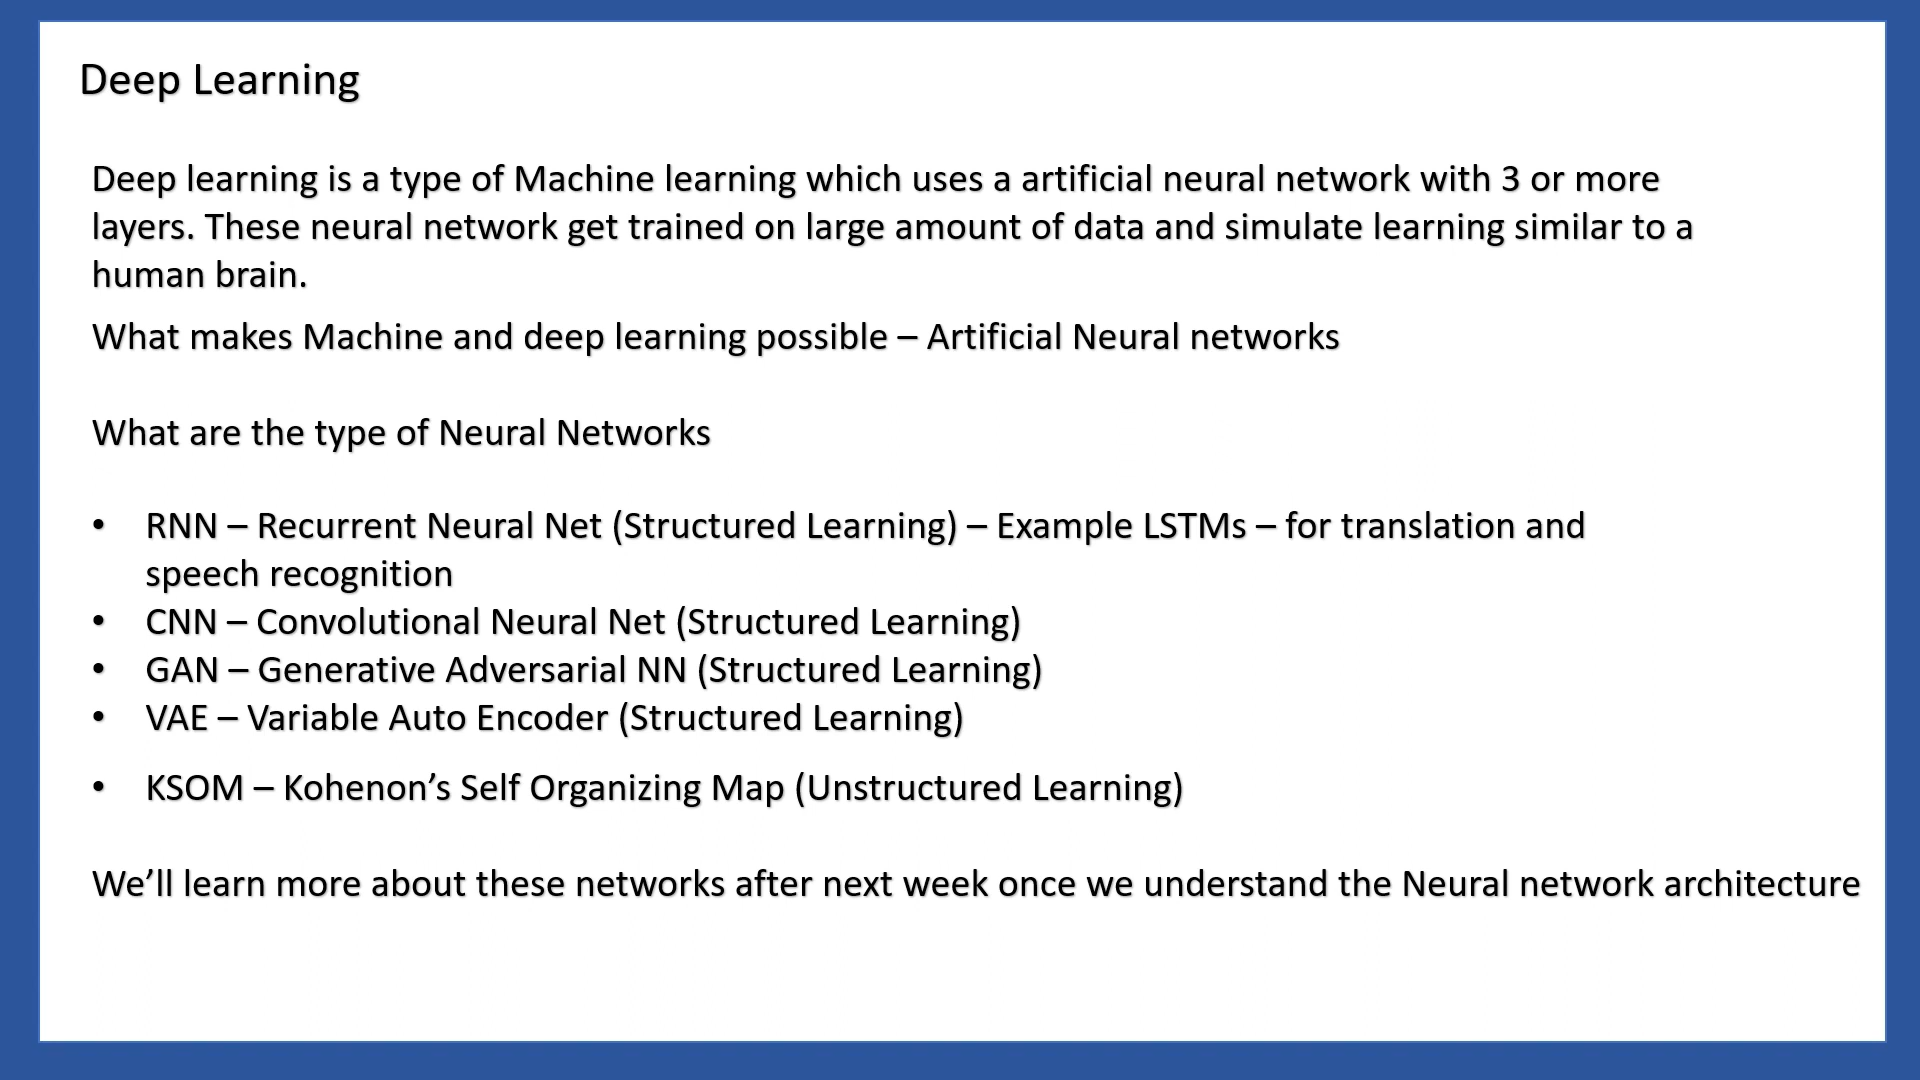 Deep Learning
Deep learning is a type of Machine learning which uses a artificial neural network with 3 or more
layers. These neural network get trained on large amount of data and simulate learning similar to a
human brain.
What makes Machine and deep learning possible – Artificial Neural networks
What are the type of Neural Networks
• RNN – Recurrent Neural Net (Structured Learning) – Example LSTMs – for translation and
speech recognition
• CNN – Convolutional Neural Net (Structured Learning)
• GAN – Generative Adversarial NN (Structured Learning)
• VAE – Variable Auto Encoder (Structured Learning)
• KSOM – Kohenon’s Self Organizing Map (Unstructured Learning)
We’ll learn more about these networks after next week once we understand the Neural network architecture